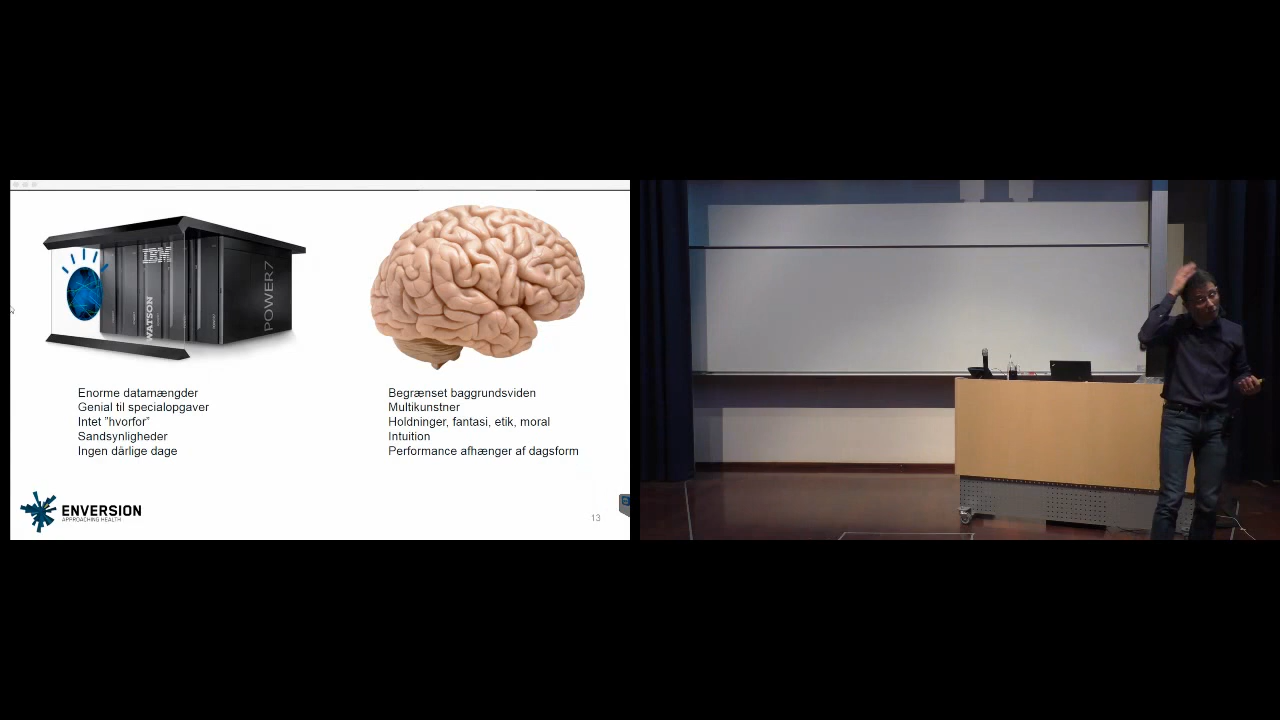 IBM
WATSON
POWER7
Enorme datamængder
Genial til specialopgaver
Intet ”hvorfor”
Sandsynligheder
Ingen dårlige dage
Begrænset baggrundsviden
Multikunstner
Holdninger, fantasi, etik, moral
Intuition
Performance afhænger af dagsform
ENVERSION
APPROACHING HEALTH
13